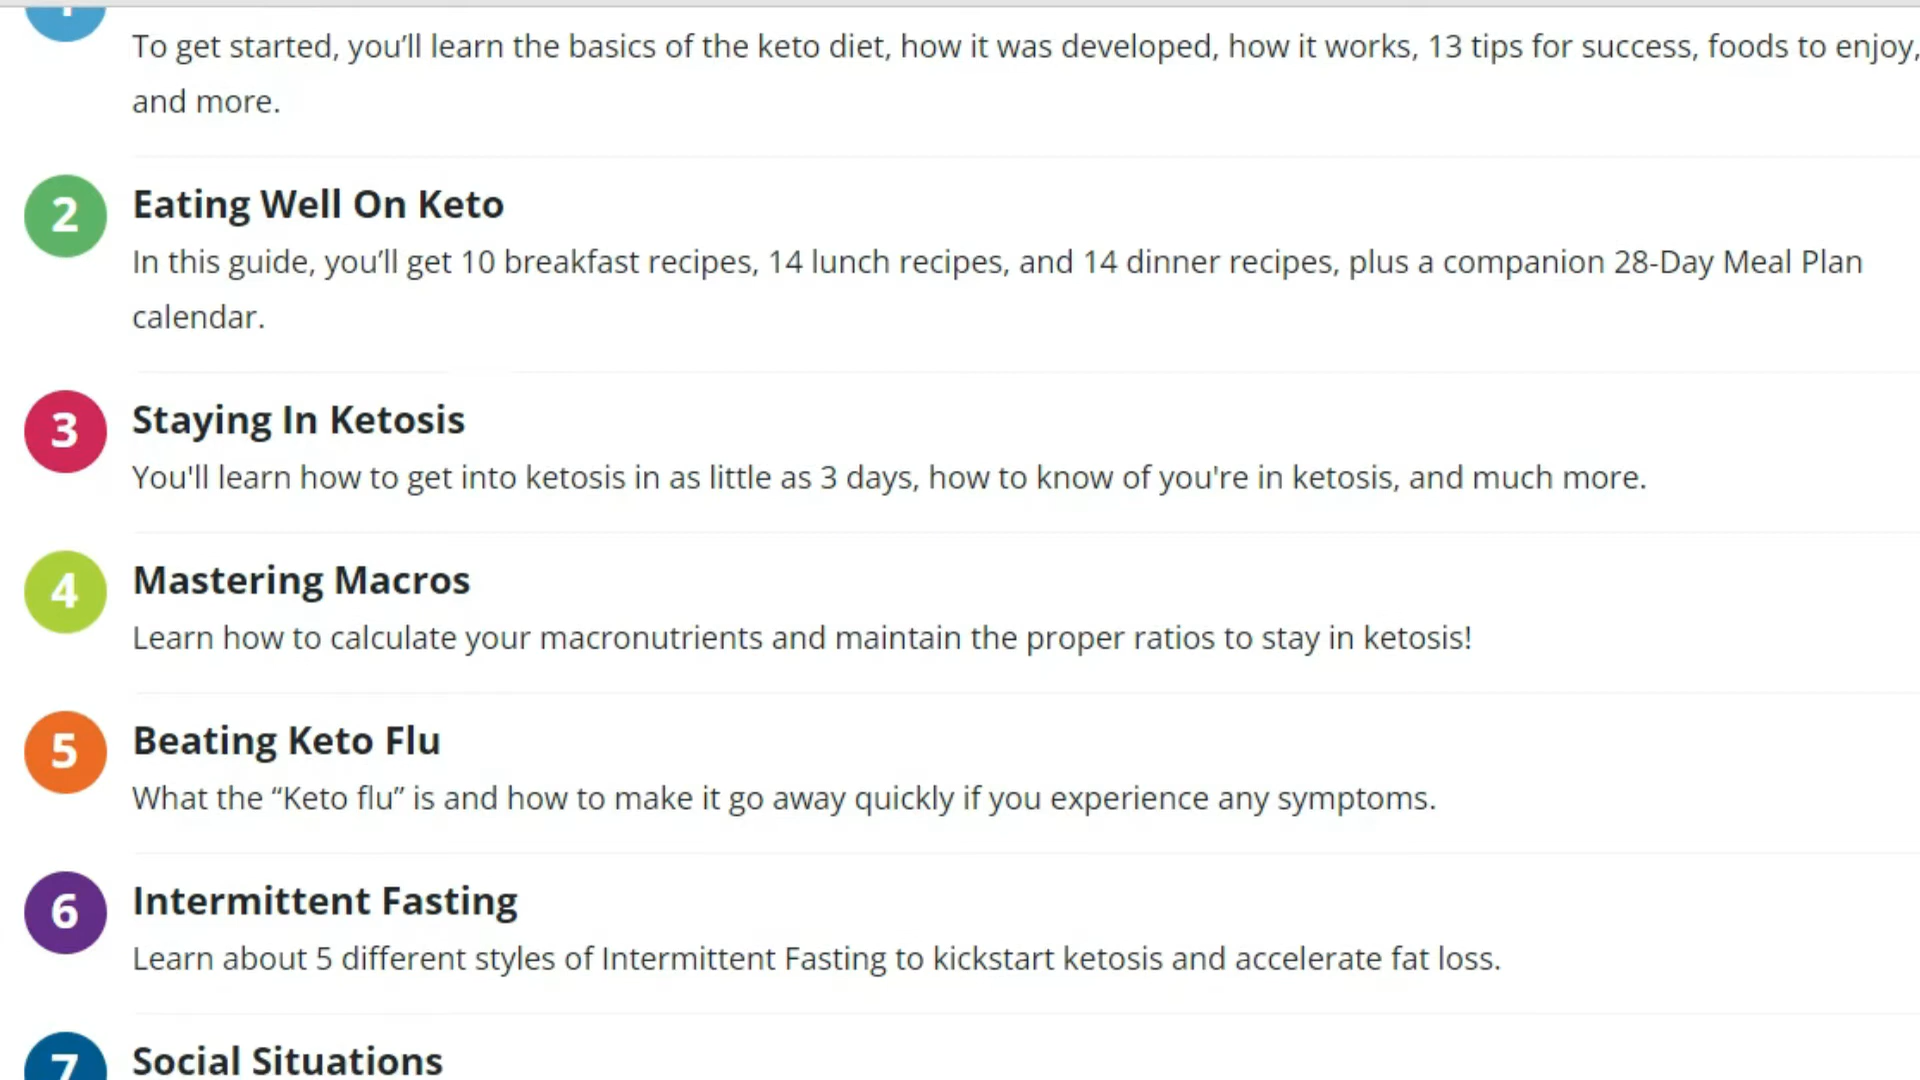 1
To get started, you’ll learn the basics of the keto diet, how it was developed, how it works, 13 tips for success, foods to enjoy,
and more.
2
Eating Well On Keto
In this guide, you’ll get 10 breakfast recipes, 14 lunch recipes, and 14 dinner recipes, plus a companion 28-Day Meal Plan
calendar.
3
Staying In Ketosis
You'll learn how to get into ketosis in as little as 3 days, how to know of you're in ketosis, and much more.
4
Mastering Macros
Learn how to calculate your macronutrients and maintain the proper ratios to stay in ketosis!
5
Beating Keto Flu
What the “Keto flu” is and how to make it go away quickly if you experience any symptoms.
6
Intermittent Fasting
Learn about 5 different styles of Intermittent Fasting to kickstart ketosis and accelerate fat loss.
7
Social Situations